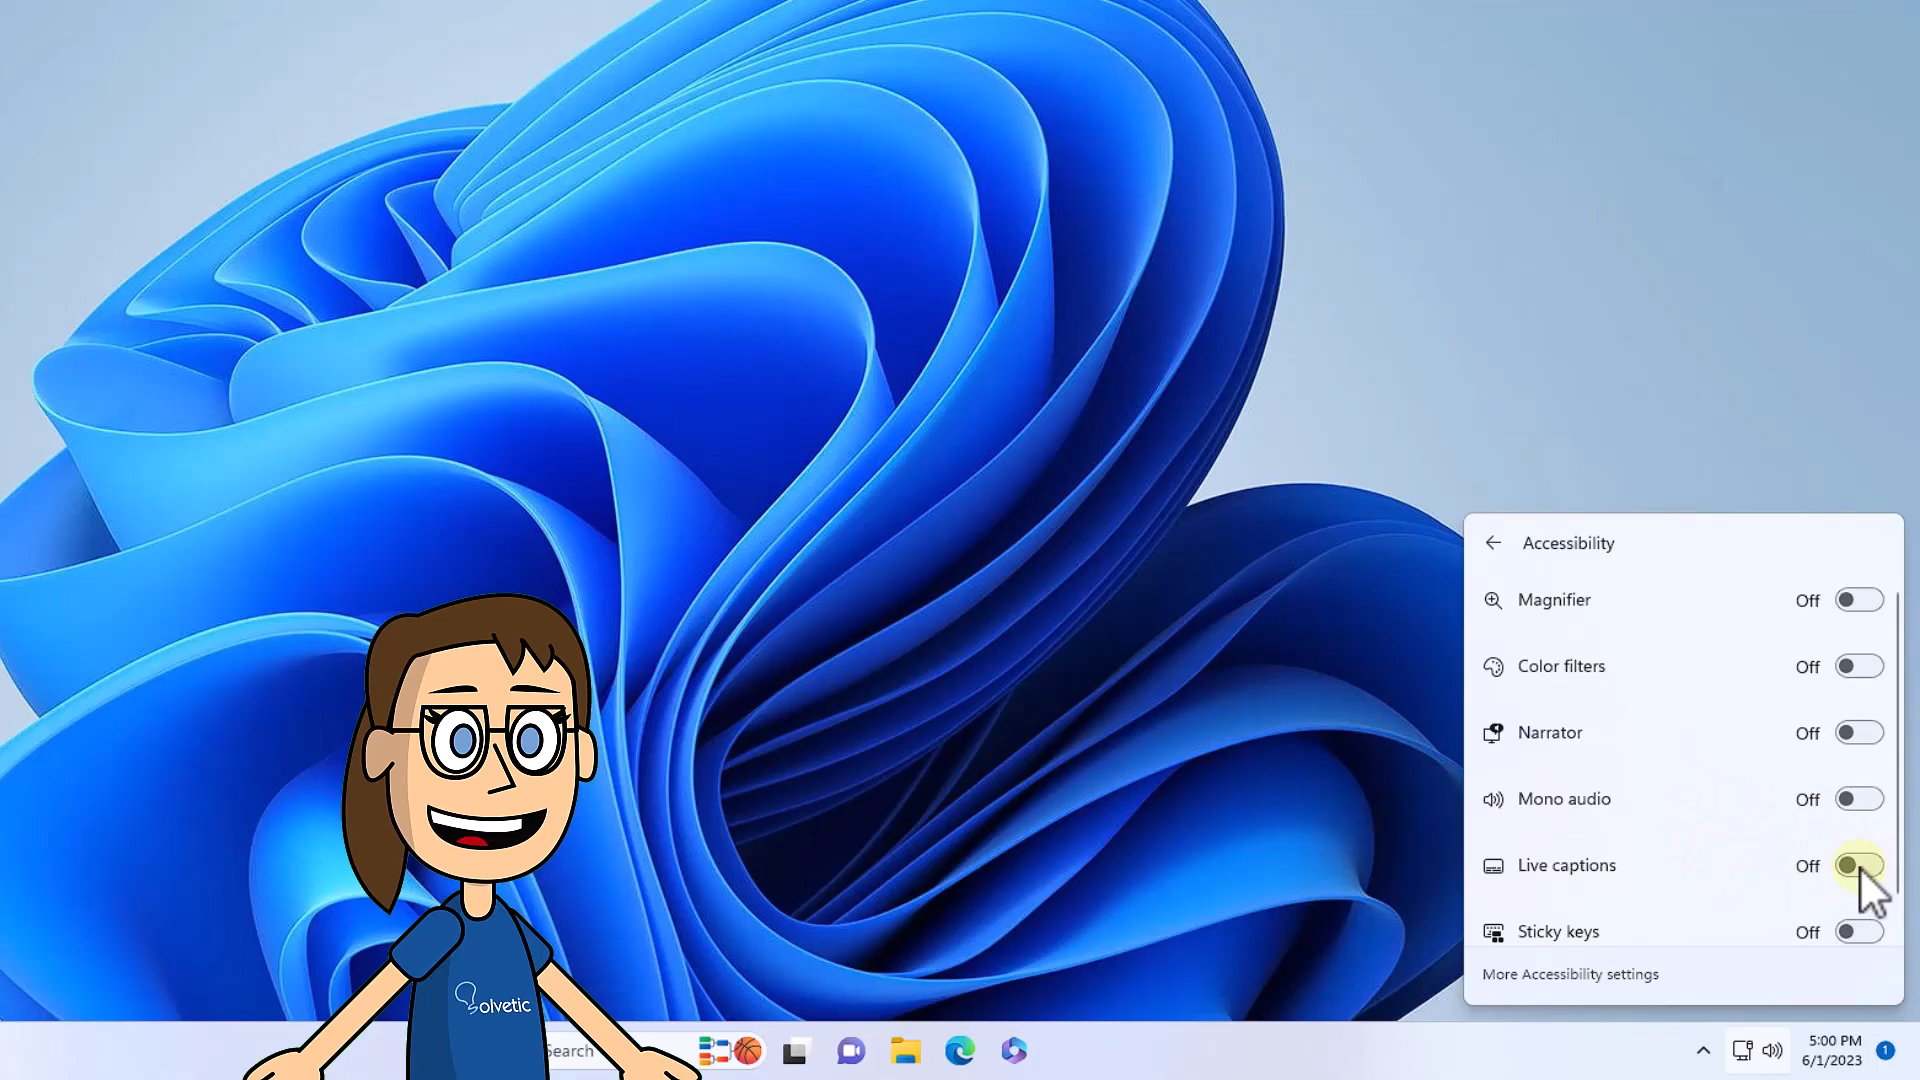 Accessibility
Magnifier Off
Color filters Off
Narrator Off
Mono audio Off
Live captions Off
Sticky keys Off
More Accessibility settings
Solvetic
Search
5:00 PM
6/1/2023
1